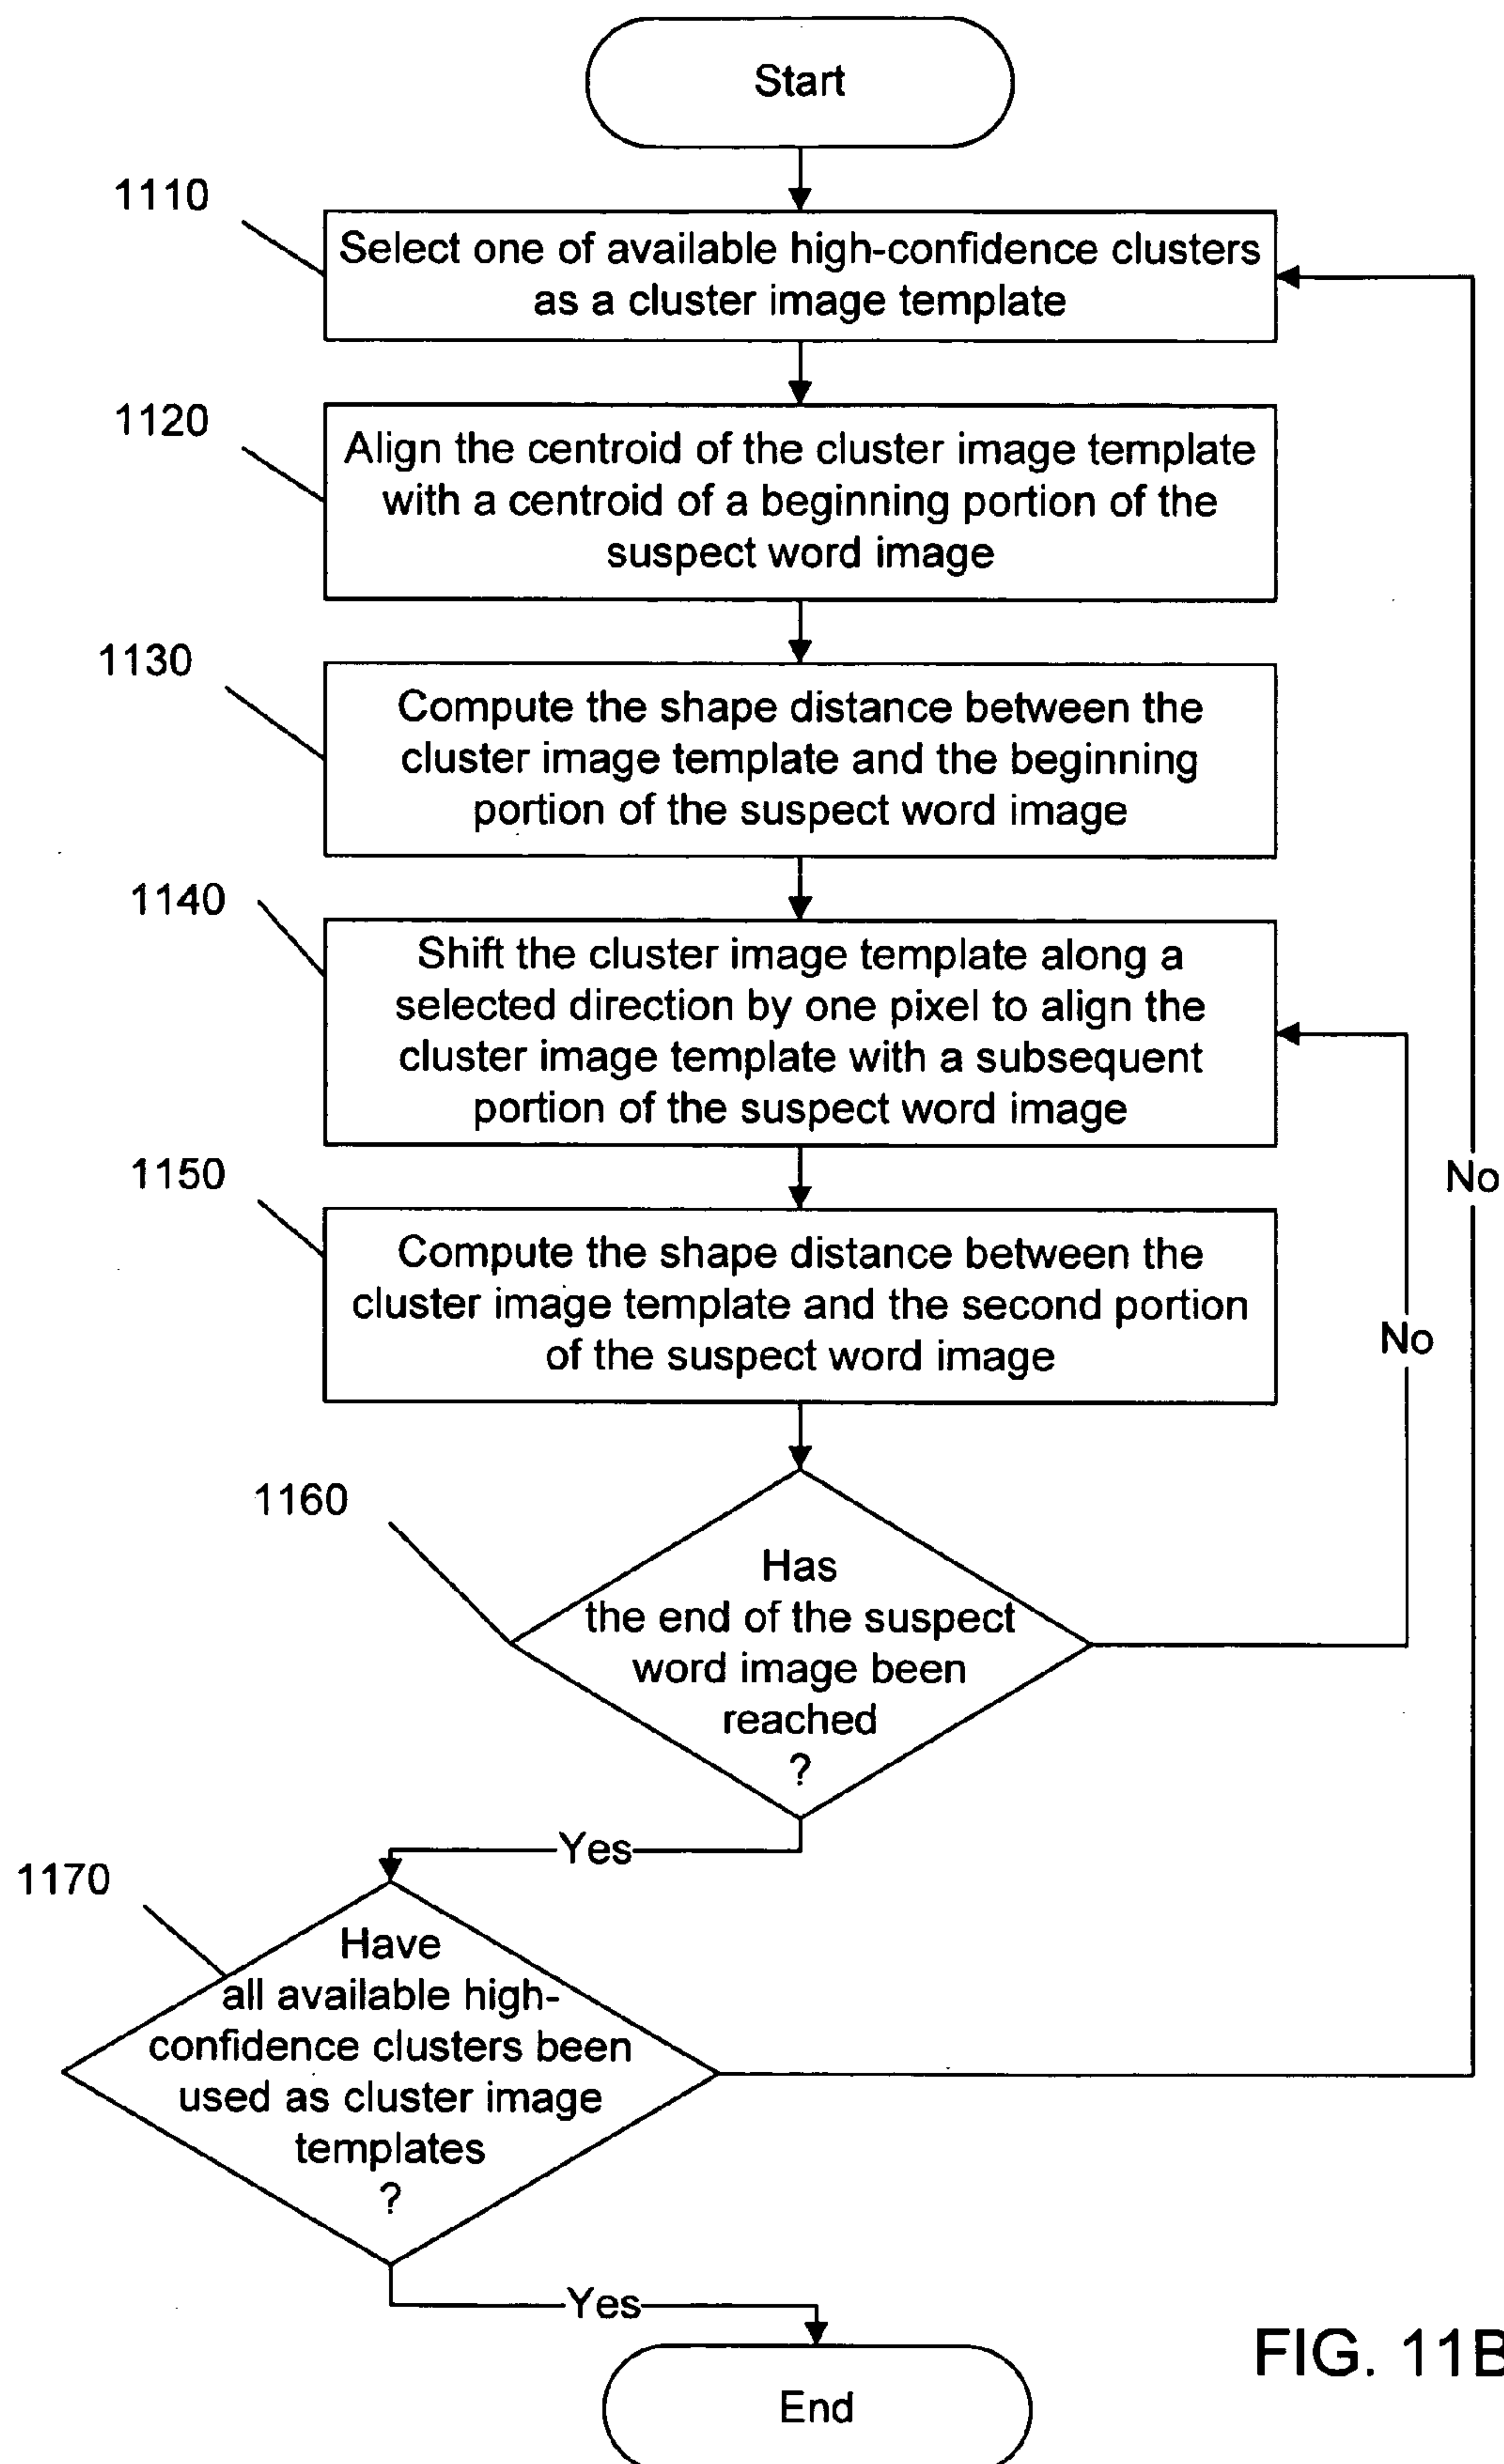 Start
1110
Select one of available high-confidence clusters
as a cluster image template
1120
Align the centroid of the cluster image template
with a centroid of a beginning portion of the
suspect word image
1130
Compute the shape distance between the
cluster image template and the beginning
portion of the suspect word image
1140
Shift the cluster image template along a
selected direction by one pixel to align the
cluster image template with a subsequent
portion of the suspect word image
1150
No
Compute the shape distance between the
cluster image template and the second portion
of the suspect word image
No
1160
Has
the end of the suspect
word image been
reached
?
Yes
1170
Have
all available high-
confidence clusters been
used as cluster image
templates
?
Yes
End
FIG. 11B